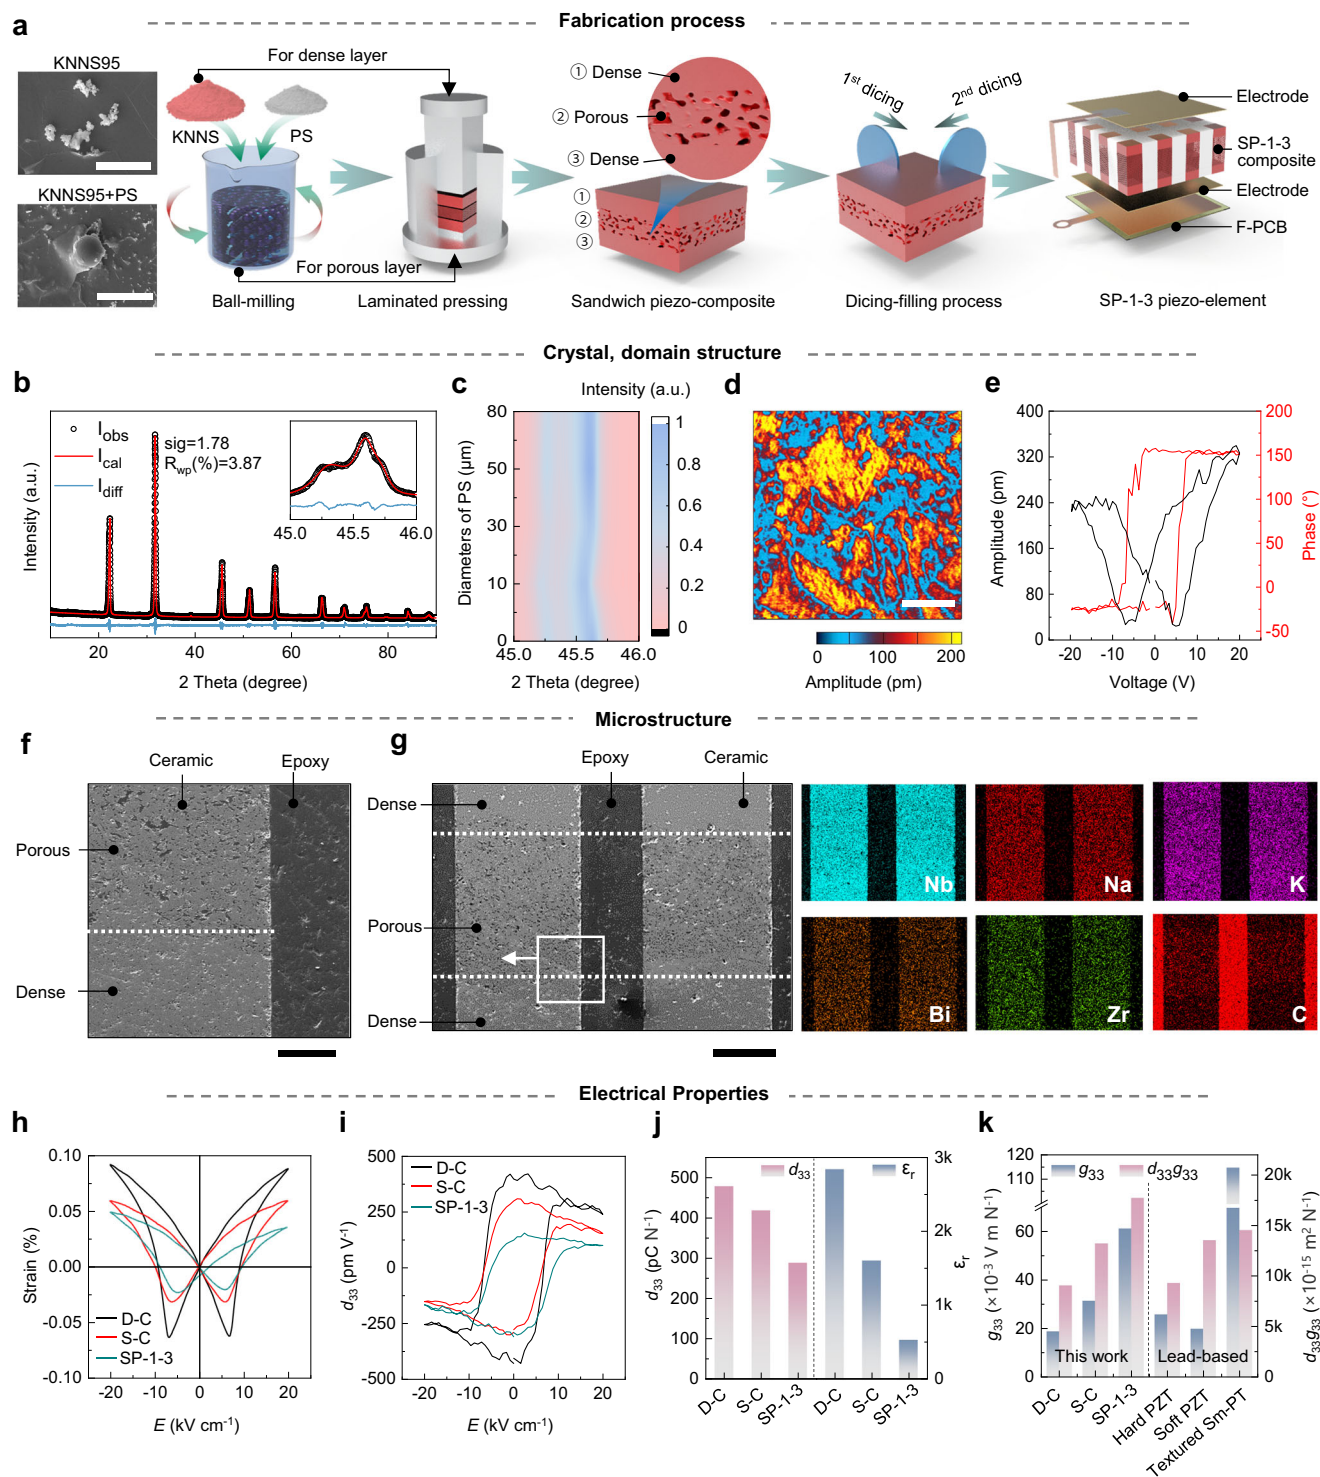 a
Fabrication process
KNNS95
KNNS95+PS
For dense layer
KNNS
PS
For porous layer
Ball-milling
Laminated pressing
① Dense
② Porous
③ Dense
①
②
③
Sandwich piezo-composite
1st dicing
2nd dicing
Dicing-filling process
Electrode
SP-1-3
composite
Electrode
F-PCB
SP-1-3 piezo-element
Crystal, domain structure
b
Iobs
Ical
Idiff
sig=1.78
Rwp(%)=3.87
45.0 45.5 46.0
Intensity (a.u.)
20 40 60 80
2 Theta (degree)
c
Intensity (a.u.)
80
50
30
10
0
Diameters of PS (μm)
45.0 45.5 46.0
2 Theta (degree)
1
0.8
0.6
0.4
0.2
0
d
0 100 200
Amplitude (pm)
e
400
320
240
160
80
0
Amplitude (pm)
200
150
100
50
0
-50
Phase (°)
-20 -10 0 10 20
Voltage (V)
Microstructure
f
Ceramic
Epoxy
Porous
Dense
g
Epoxy
Ceramic
Dense
Porous
Dense
Nb
Na
K
Bi
Zr
C
Electrical Properties
h
0.10
0.05
0.00
-0.05
-0.10
Strain (%)
D-C
S-C
SP-1-3
-20 -10 0 10 20
E (kV cm⁻¹)
i
500
250
0
-250
-500
d33 (pm V⁻¹)
D-C
S-C
SP-1-3
-20 -10 0 10 20
E (kV cm⁻¹)
j
500
400
300
200
100
0
d33 (pC N⁻¹)
d33
εr
3k
2k
1k
0
εr
D-C
S-C
SP-1-3
D-C
S-C
SP-1-3
k
g33
d33g33
110
100
60
40
20
0
g33 (×10⁻³ V m N⁻¹)
20k
15k
10k
5k
0
d33g33 (×10⁻¹⁵ m² N⁻¹)
This work
Lead-based
D-C
S-C
SP-1-3
Hard PZT
Soft PZT
Textured Sm-PT